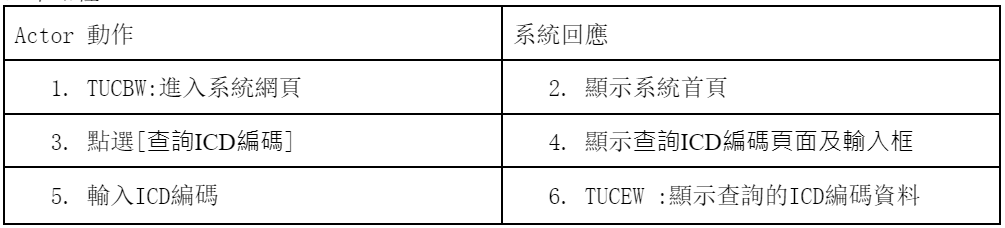 Actor 動作
系統回應
1. TUCBW:進入系統網頁
2. 顯示系統首頁
3. 點選[查詢ICD編碼]
4. 顯示查詢ICD編碼頁面及輸入框
5. 輸入ICD編碼
6. TUCEW :顯示查詢的ICD編碼資料